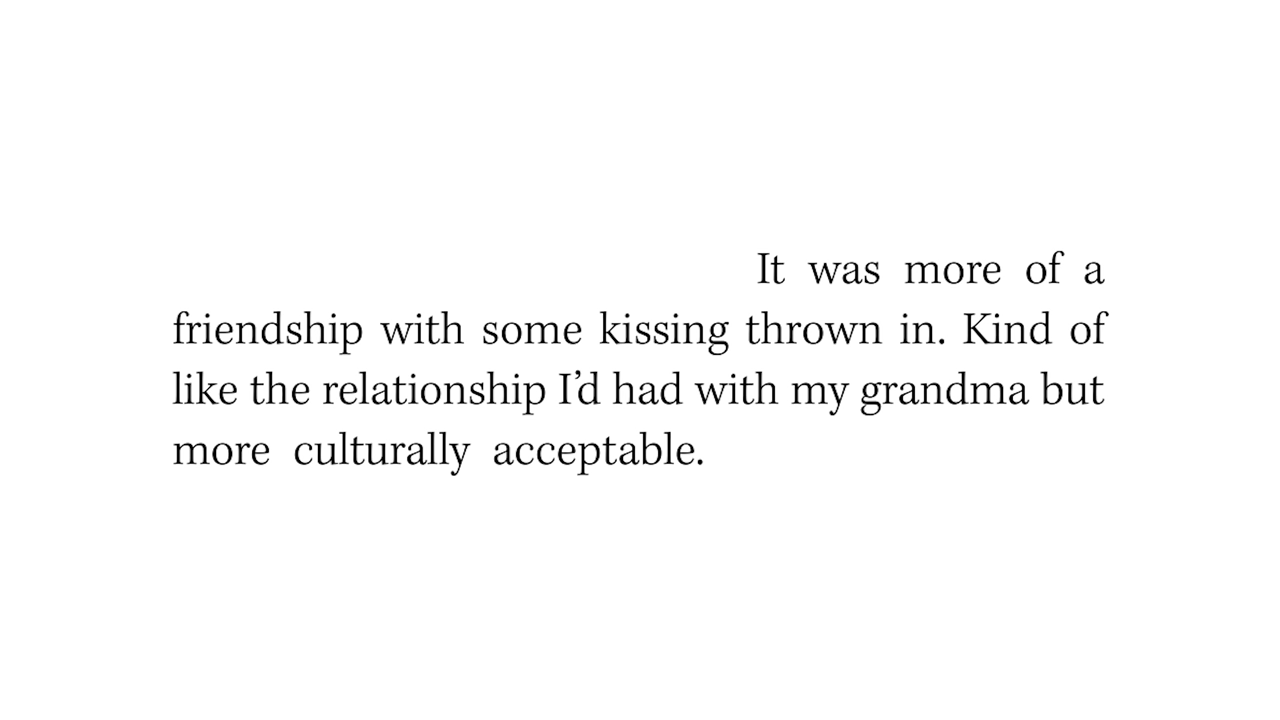 It was more of a
friendship with some kissing thrown in. Kind of
like the relationship I’d had with my grandma but
more culturally acceptable.